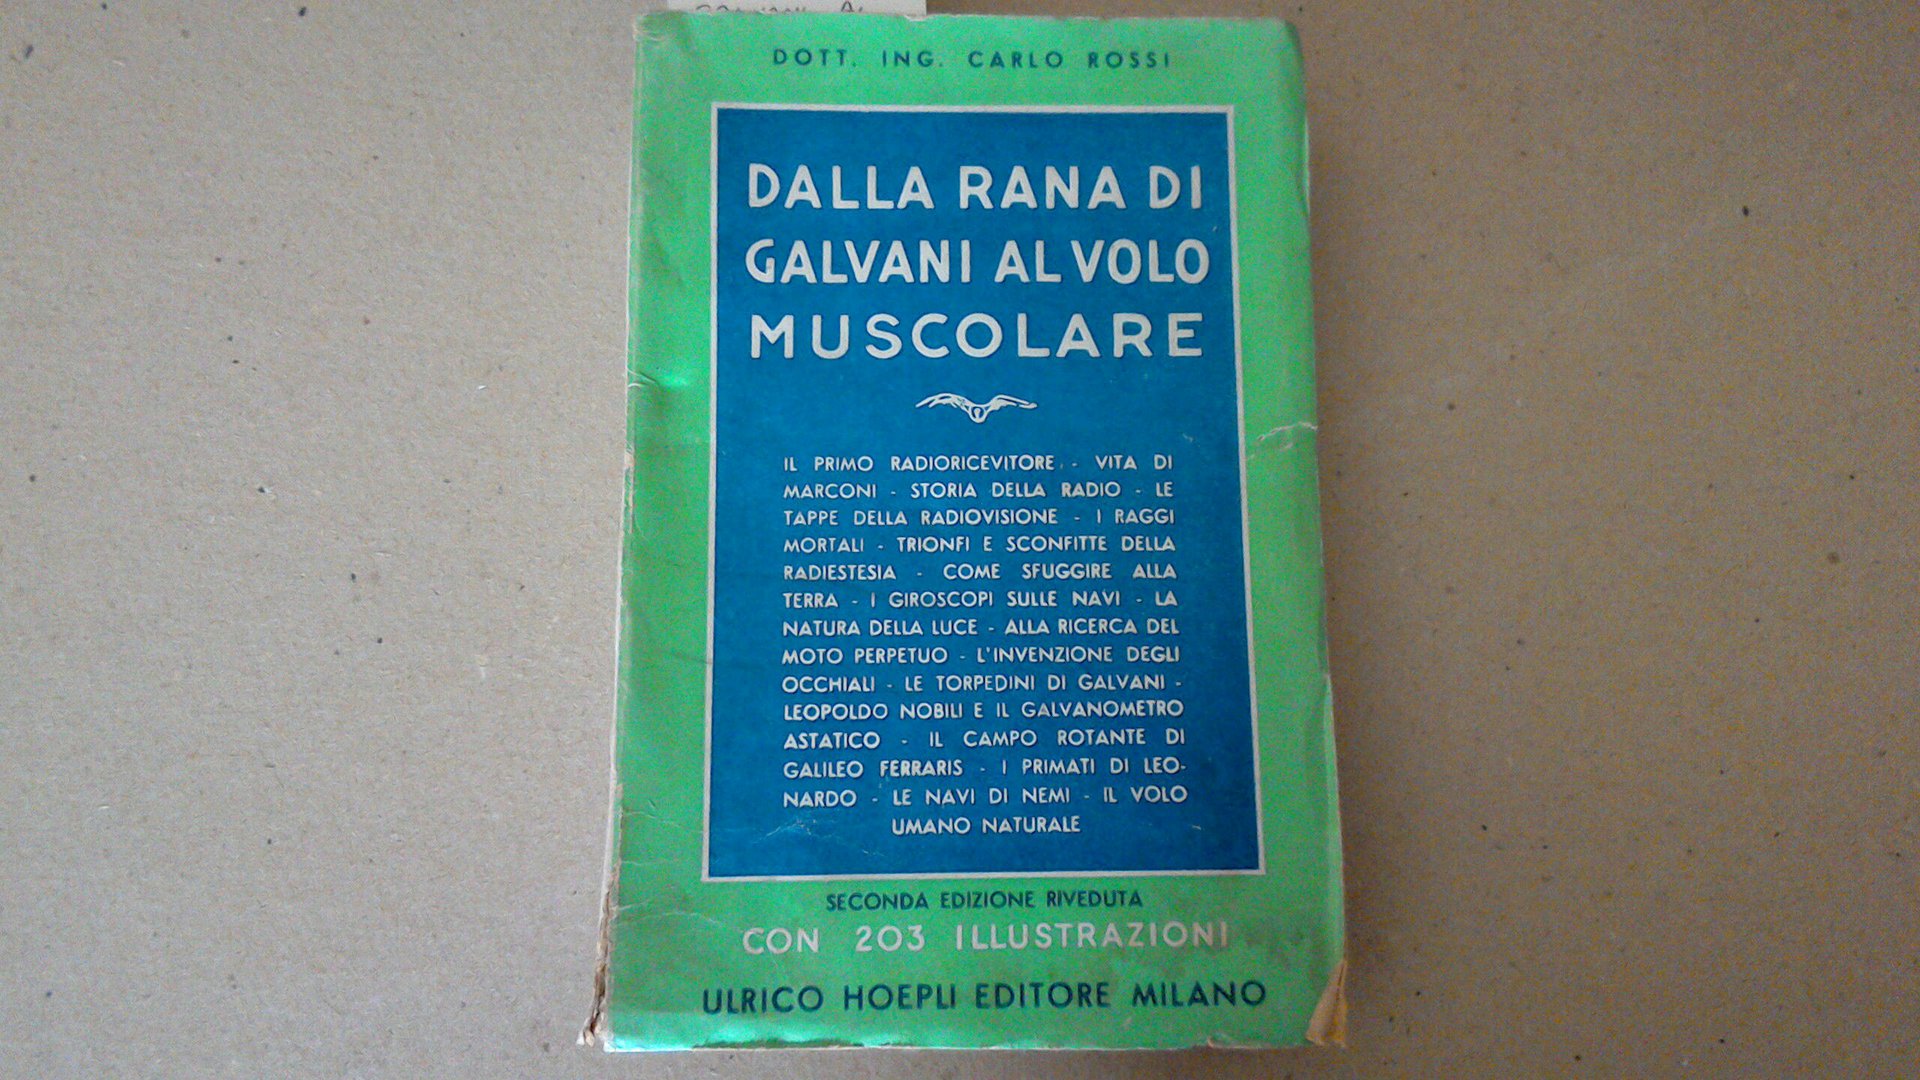 DOTT. ING. CARLO ROSSI
DALLA RANA DI
GALVANI AL VOLO
MUSCOLARE
IL PRIMO RADIORICEVITORE - VITA DI
MARCONI - STORIA DELLA RADIO - LE
TAPPE DELLA RADIOVISIONE - I RAGGI
MORTALI - TRIONFI E SCONFITTE DELLA
RADIESTESIA - COME SFUGGIRE ALLA
TERRA - I GIROSCOPI SULLE NAVI - LA
NATURA DELLA LUCE - ALLA RICERCA DEL
MOTO PERPETUO - L'INVENZIONE DEGLI
OCCHIALI - LE TORPEDINI DI GALVANI -
LEOPOLDO NOBILI E IL GALVANOMETRO
ASTATICO - IL CAMPO ROTANTE DI
GALILEO FERRARIS - I PRIMATI DI LEO-
NARDO - LE NAVI DI NEMI - IL VOLO
UMANO NATURALE
SECONDA EDIZIONE RIVEDUTA
CON 203 ILLUSTRAZIONI
ULRICO HOEPLI EDITORE MILANO